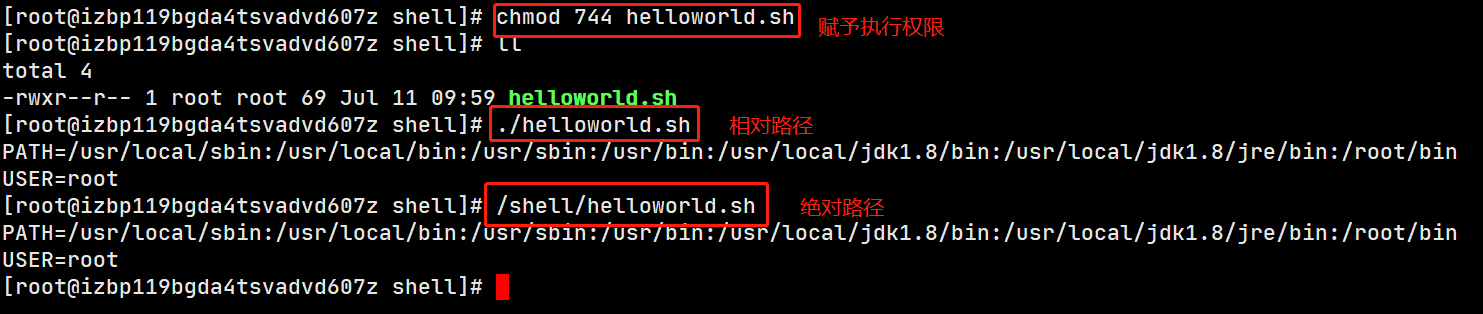 [root@izbp119bgda4tsvadvd607z shell]# chmod 744 helloworld.sh 赋予执行权限
[root@izbp119bgda4tsvadvd607z shell]# ll
total 4
-rwxr--r-- 1 root root 69 Jul 11 09:59 helloworld.sh
[root@izbp119bgda4tsvadvd607z shell]# ./helloworld.sh 相对路径
PATH=/usr/local/sbin:/usr/local/bin:/usr/sbin:/usr/bin:/usr/local/jdk1.8/bin:/usr/local/jdk1.8/jre/bin:/root/bin
USER=root
[root@izbp119bgda4tsvadvd607z shell]# /shell/helloworld.sh 绝对路径
PATH=/usr/local/sbin:/usr/local/bin:/usr/sbin:/usr/bin:/usr/local/jdk1.8/bin:/usr/local/jdk1.8/jre/bin:/root/bin
USER=root
[root@izbp119bgda4tsvadvd607z shell]#